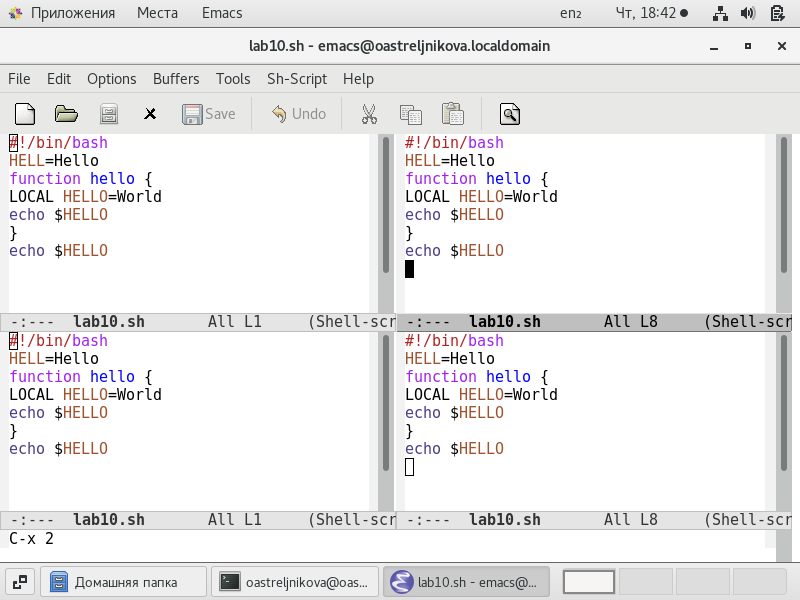 Приложения Места Emacs en₂ Чт, 18:42
lab10.sh - emacs@oastreljnikova.localdomain
File Edit Options Buffers Tools Sh-Script Help
Save Undo
#!/bin/bash
HELL=Hello
function hello {
LOCAL HELLO=World
echo $HELLO
}
echo $HELLO
-:--- lab10.sh All L1 (Shell-scr
#!/bin/bash
HELL=Hello
function hello {
LOCAL HELLO=World
echo $HELLO
}
echo $HELLO
-:--- lab10.sh All L8 (Shell-scr
#!/bin/bash
HELL=Hello
function hello {
LOCAL HELLO=World
echo $HELLO
}
echo $HELLO
-:--- lab10.sh All L1 (Shell-scr
#!/bin/bash
HELL=Hello
function hello {
LOCAL HELLO=World
echo $HELLO
}
echo $HELLO
-:--- lab10.sh All L8 (Shell-scr
C-x 2
Домашняя папка oastreljnikova@oas... lab10.sh - emacs@...